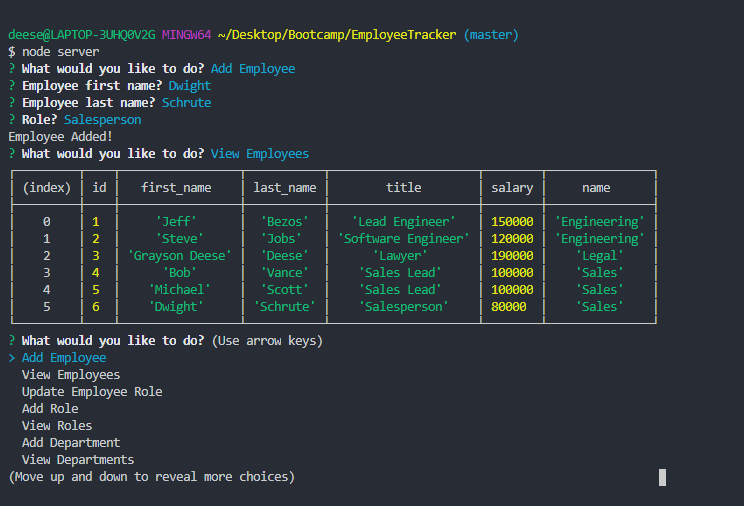 deese@LAPTOP-3UHQ0V2G MINGW64 ~/Desktop/Bootcamp/EmployeeTracker (master)
$ node server
? What would you like to do? Add Employee
? Employee first name? Dwight
? Employee last name? Schrute
? Role? Salesperson
Employee Added!
? What would you like to do? View Employees
(index) id first_name last_name title salary name
0 1 'Jeff' 'Bezos' 'Lead Engineer' 150000 'Engineering'
1 2 'Steve' 'Jobs' 'Software Engineer' 120000 'Engineering'
2 3 'Grayson Deese' 'Deese' 'Lawyer' 190000 'Legal'
3 4 'Bob' 'Vance' 'Sales Lead' 100000 'Sales'
4 5 'Michael' 'Scott' 'Sales Lead' 100000 'Sales'
5 6 'Dwight' 'Schrute' 'Salesperson' 80000 'Sales'
? What would you like to do? (Use arrow keys)
> Add Employee
View Employees
Update Employee Role
Add Role
View Roles
Add Department
View Departments
(Move up and down to reveal more choices)